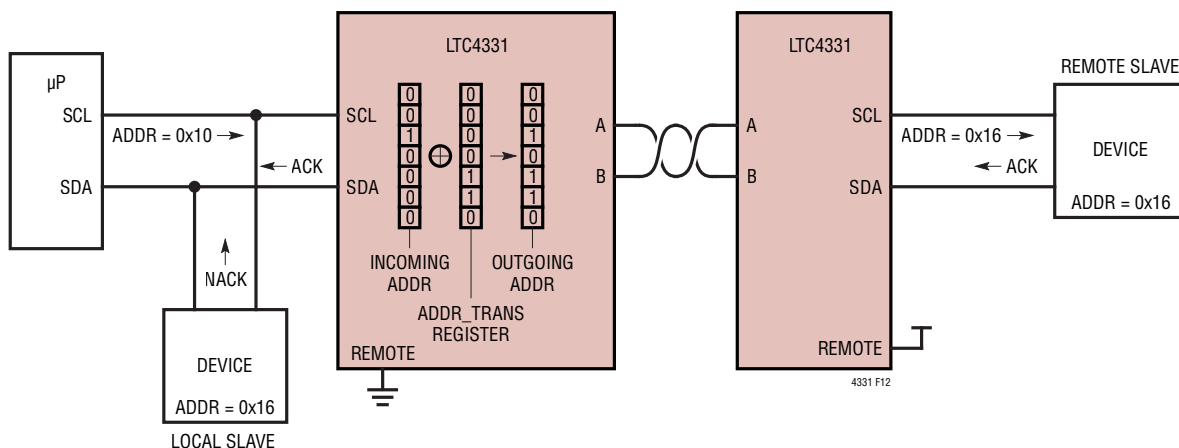 µP
SCL
SDA
ADDR = 0x10
ACK
NACK
DEVICE
ADDR = 0x16
LOCAL SLAVE
LTC4331
SCL
SDA
0
0
1
0
0
0
0
0
0
0
0
1
1
0
0
0
1
0
1
1
0
INCOMING
ADDR
ADDR_TRANS
REGISTER
OUTGOING
ADDR
REMOTE
A
B
LTC4331
A
B
SCL
SDA
REMOTE
ADDR = 0x16
ACK
REMOTE SLAVE
DEVICE
ADDR = 0x16
4331 F12